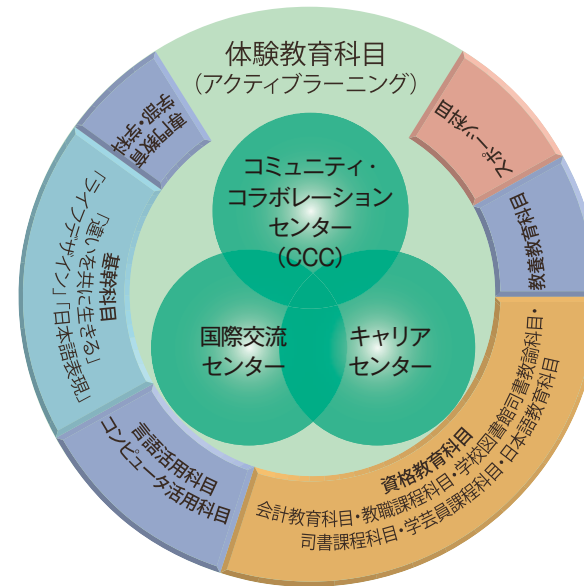 体験教育科目
（アクティブラーニング）
コミュニティ・
コラボレーション
センター
（CCC）
国際交流
センター
キャリア
センター
スポーツ科目
教養教育科目
資格教育科目
会計教育科目・教職課程科目・学校図書館司書教諭科目・
司書課程科目・学芸員課程科目・日本語教育科目
言語活用科目
コンピュータ活用科目
基幹科目
「違いを共に生きる」
「ライフデザイン」「日本語表現」
学部・学科
専門教育